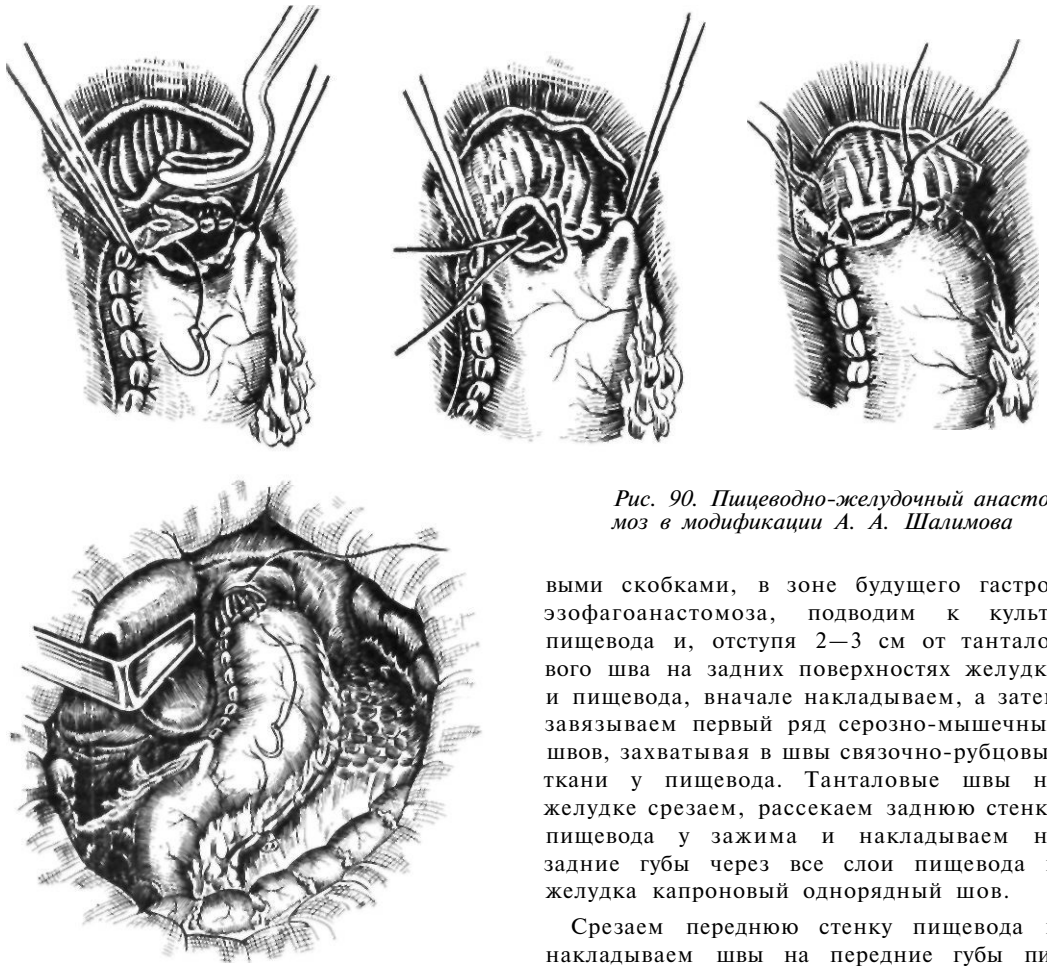 Рис. 90. Пищеводно-желудочный анасто
моз в модификации А. А. Шалимова
выми скобками, в зоне будущего гастро
эзофагоанастомоза, подводим к культ
пищевода и, отступя 2—3 см от тантало
вого шва на задних поверхностях желудк
и пищевода, вначале накладываем, а зате
завязываем первый ряд серозно-мышечны
швов, захватывая в швы связочно-рубцовы
ткани у пищевода. Танталовые швы н
желудке срезаем, рассекаем заднюю стенк
пищевода у зажима и накладываем н
задние губы через все слои пищевода
желудка капроновый однорядный шов.
Срезаем переднюю стенку пищевода
накладываем швы на передние губы пи